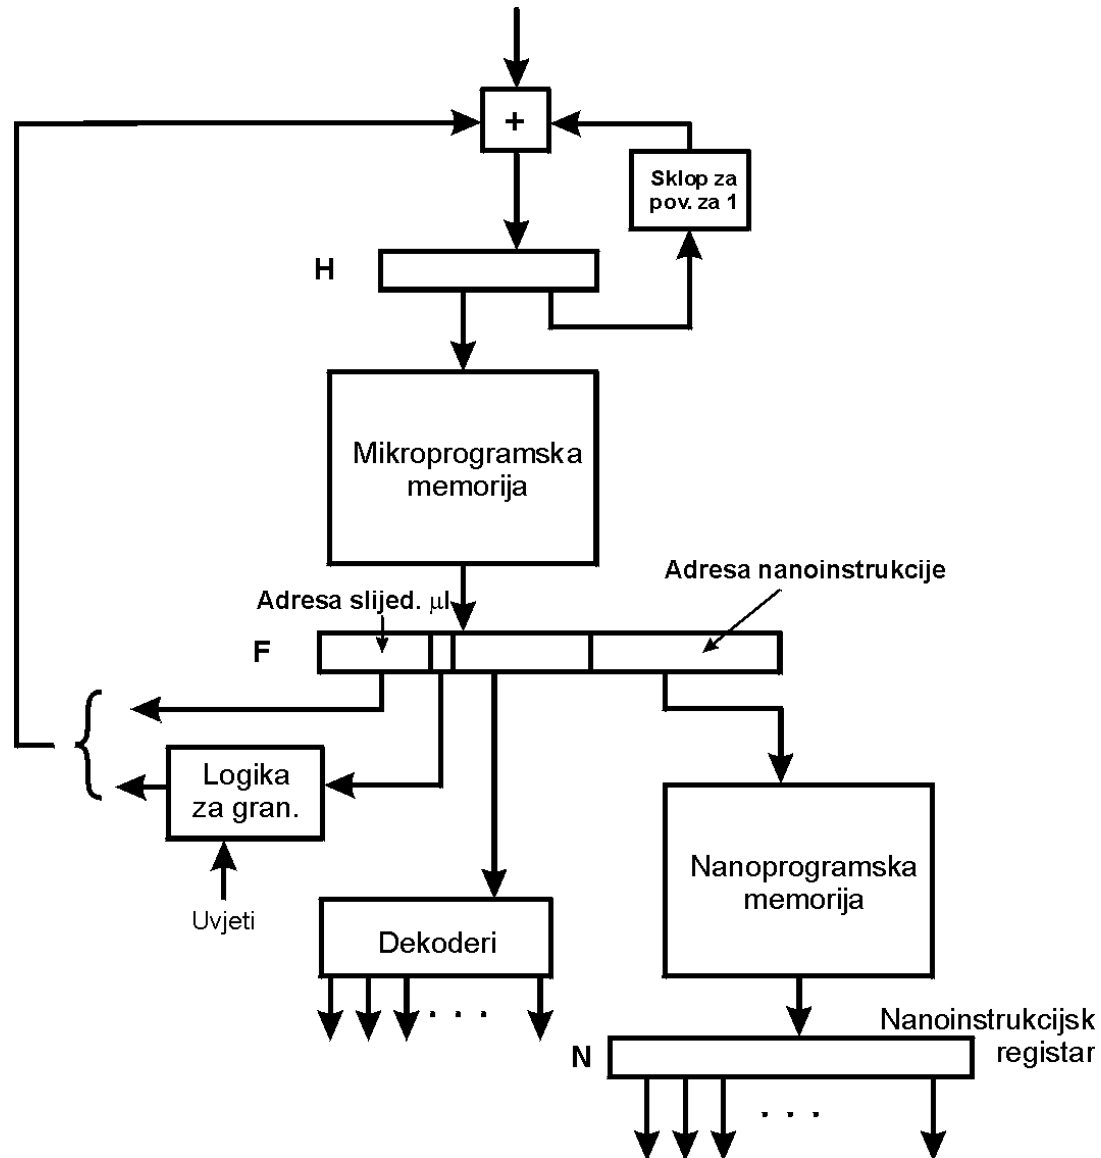 +
Sklop za
pov. za 1
H
Mikroprogramska
memorija
Adresa nanoinstrukcije
Adresa slijed. μI
F
Logika
za gran.
Uvjeti
Nanoprogramska
memorija
Dekoderi
. . .
Nanoinstrukcijsk
registar
N
. . .